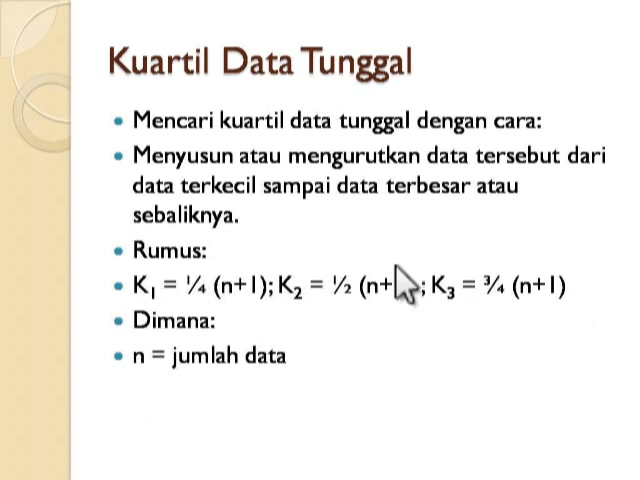 Kuartil Data Tunggal
• Mencari kuartil data tunggal dengan cara:
• Menyusun atau mengurutkan data tersebut dari
data terkecil sampai data terbesar atau
sebaliknya.
• Rumus:
• K₁ = ¼ (n+1); K₂ = ½ (n+ ; K₃ = ¾ (n+1)
• Dimana:
• n = jumlah data